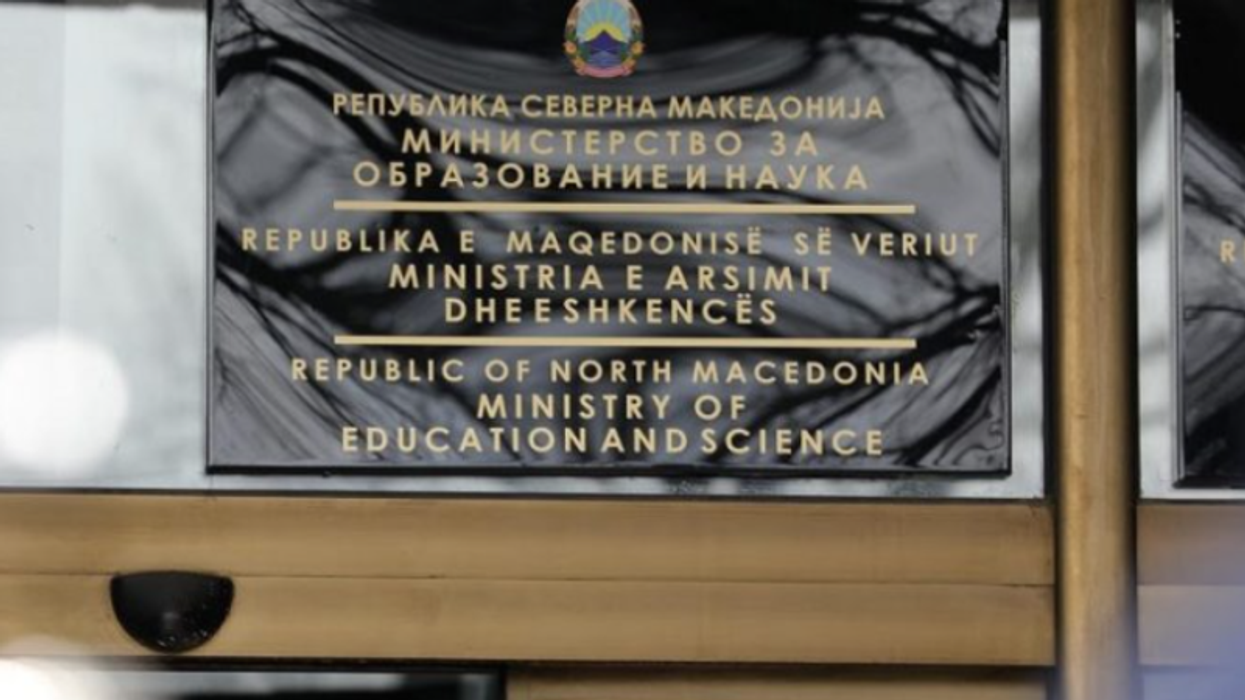 РЕПУБЛИКА СЕВЕРНА МАКЕДОНИЈА
МИНИСТЕРСТВО ЗА
ОБРАЗОВАНИЕ И НАУКА
REPUBLIKA E MAQEDONISË SË VERIUT
MINISTRIA E ARSIMIT
DHE E SHKENCËS
REPUBLIC OF NORTH MACEDONIA
MINISTRY OF
EDUCATION AND SCIENCE